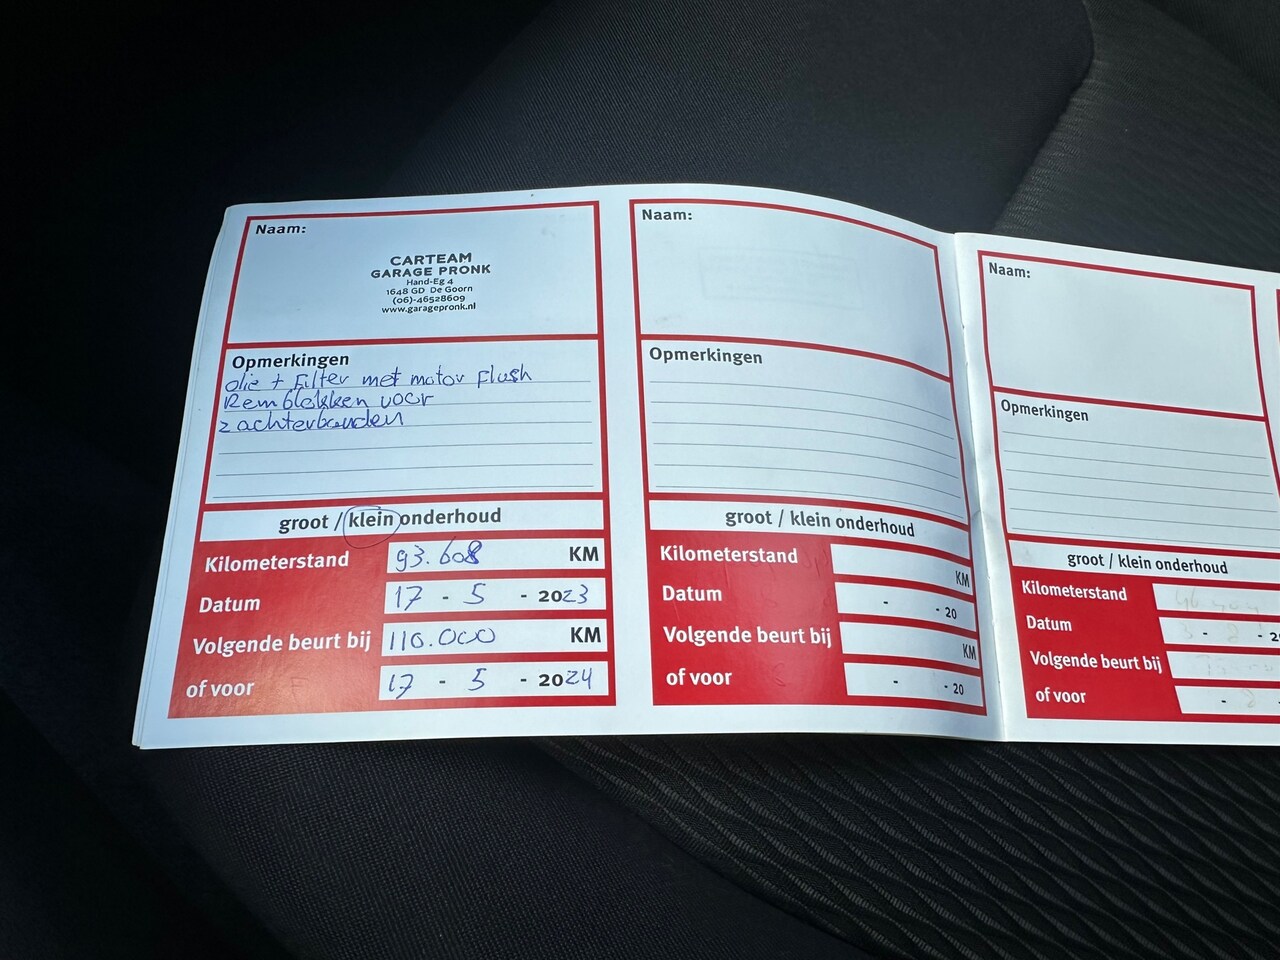 Naam:
CARTEAM
GARAGE PRONK
Hand-Eg 4
1648 GD De Goorn
(06)-46528609
www.garagepronk.nl
Opmerkingen
olie + Filter met motor Flush
Remblokken voor
2 achterbanden
groot / klein onderhoud
Kilometerstand 93.608 KM
Datum 17 - 5 - 2023
Volgende beurt bij 110.000 KM
of voor 17 - 5 - 2024
Naam:
Opmerkingen
groot / klein onderhoud
Kilometerstand KM
Datum - - 20
Volgende beurt bij KM
of voor - - 20
Naam:
Opmerkingen
groot / klein onderhoud
Kilometerstand
Datum - - 2
Volgende beurt bij
of voor - -